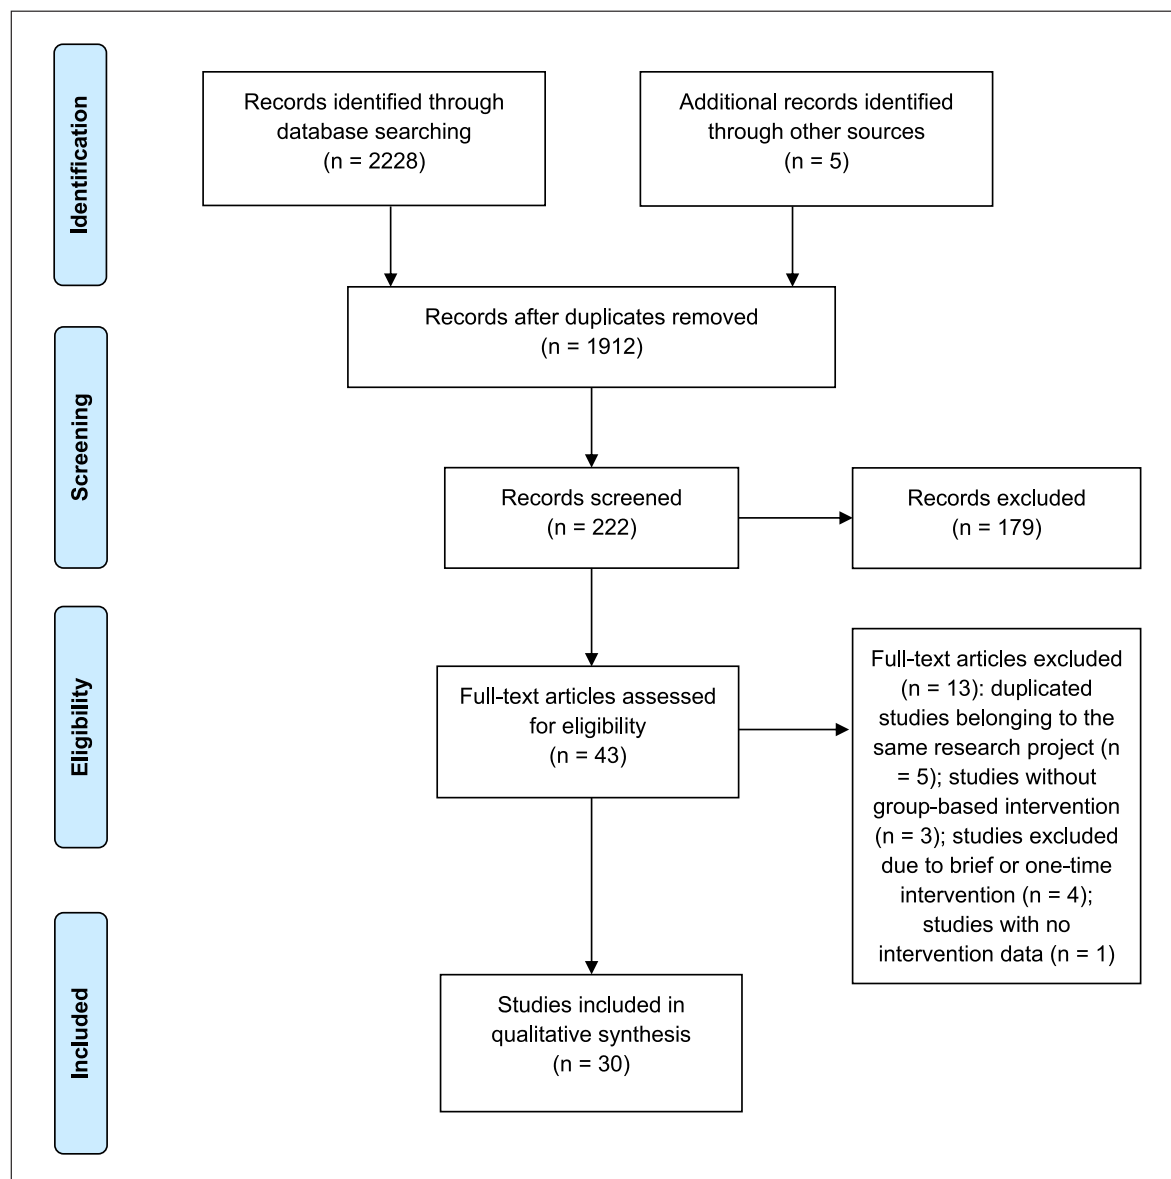 Identification
Records identified through
database searching
(n = 2228)
Additional records identified
through other sources
(n = 5)
Records after duplicates removed
(n = 1912)
Screening
Records screened
(n = 222)
Records excluded
(n = 179)
Eligibility
Full-text articles assessed
for eligibility
(n = 43)
Full-text articles excluded
(n = 13): duplicated
studies belonging to the
same research project (n
= 5); studies without
group-based intervention
(n = 3); studies excluded
due to brief or one-time
intervention (n = 4);
studies with no
intervention data (n = 1)
Included
Studies included in
qualitative synthesis
(n = 30)